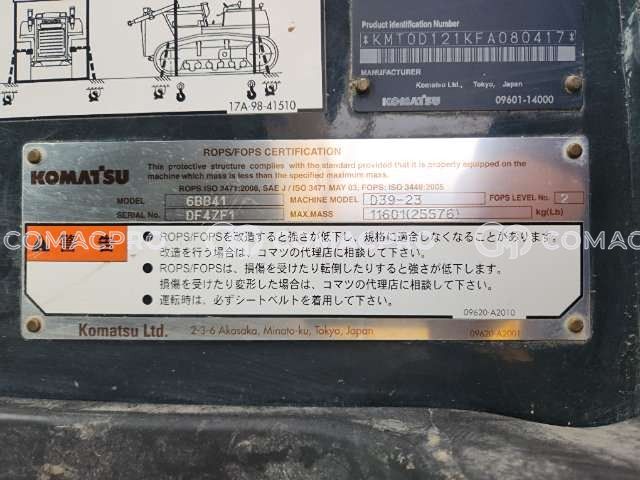 17A-98-41510
Product Identification Number
*KMT0D121KFA080417*
MANUFACTURER
Komatsu Ltd., Tokyo, Japan
KOMATSU 09601-14000
ROPS/FOPS CERTIFICATION
KOMATSU
This protective structure complies with the standard provided that it is properly equipped on the
machine which mass is less than the specified maximum mass.
ROPS:ISO 3471:2008, SAE J / ISO 3471 MAY 03, FOPS:ISO 3449:2005
MODEL 6BB41 MACHINE MODEL D39-23 FOPS LEVEL NO. 2
SERIAL NO. DF4ZF1 MAX.MASS 11601(25576) kg(Lb)
COMACPRO
● ROPS/FOPSを改造すると強さが低下し、規格に適合しなくなることがあります。
改造を行う場合は、コマツの代理店に相談して下さい。
● ROPS/FOPSは、損傷を受けたり転倒したりすると強さが低下します。
損傷を受けたり変形した場合は、コマツの代理店に相談して下さい。
● 運転時は、必ずシートベルトを着用して下さい。
09620-A2010
Komatsu Ltd. 2-3-6 Akasaka, Minato-ku, Tokyo, Japan 09620-A2001